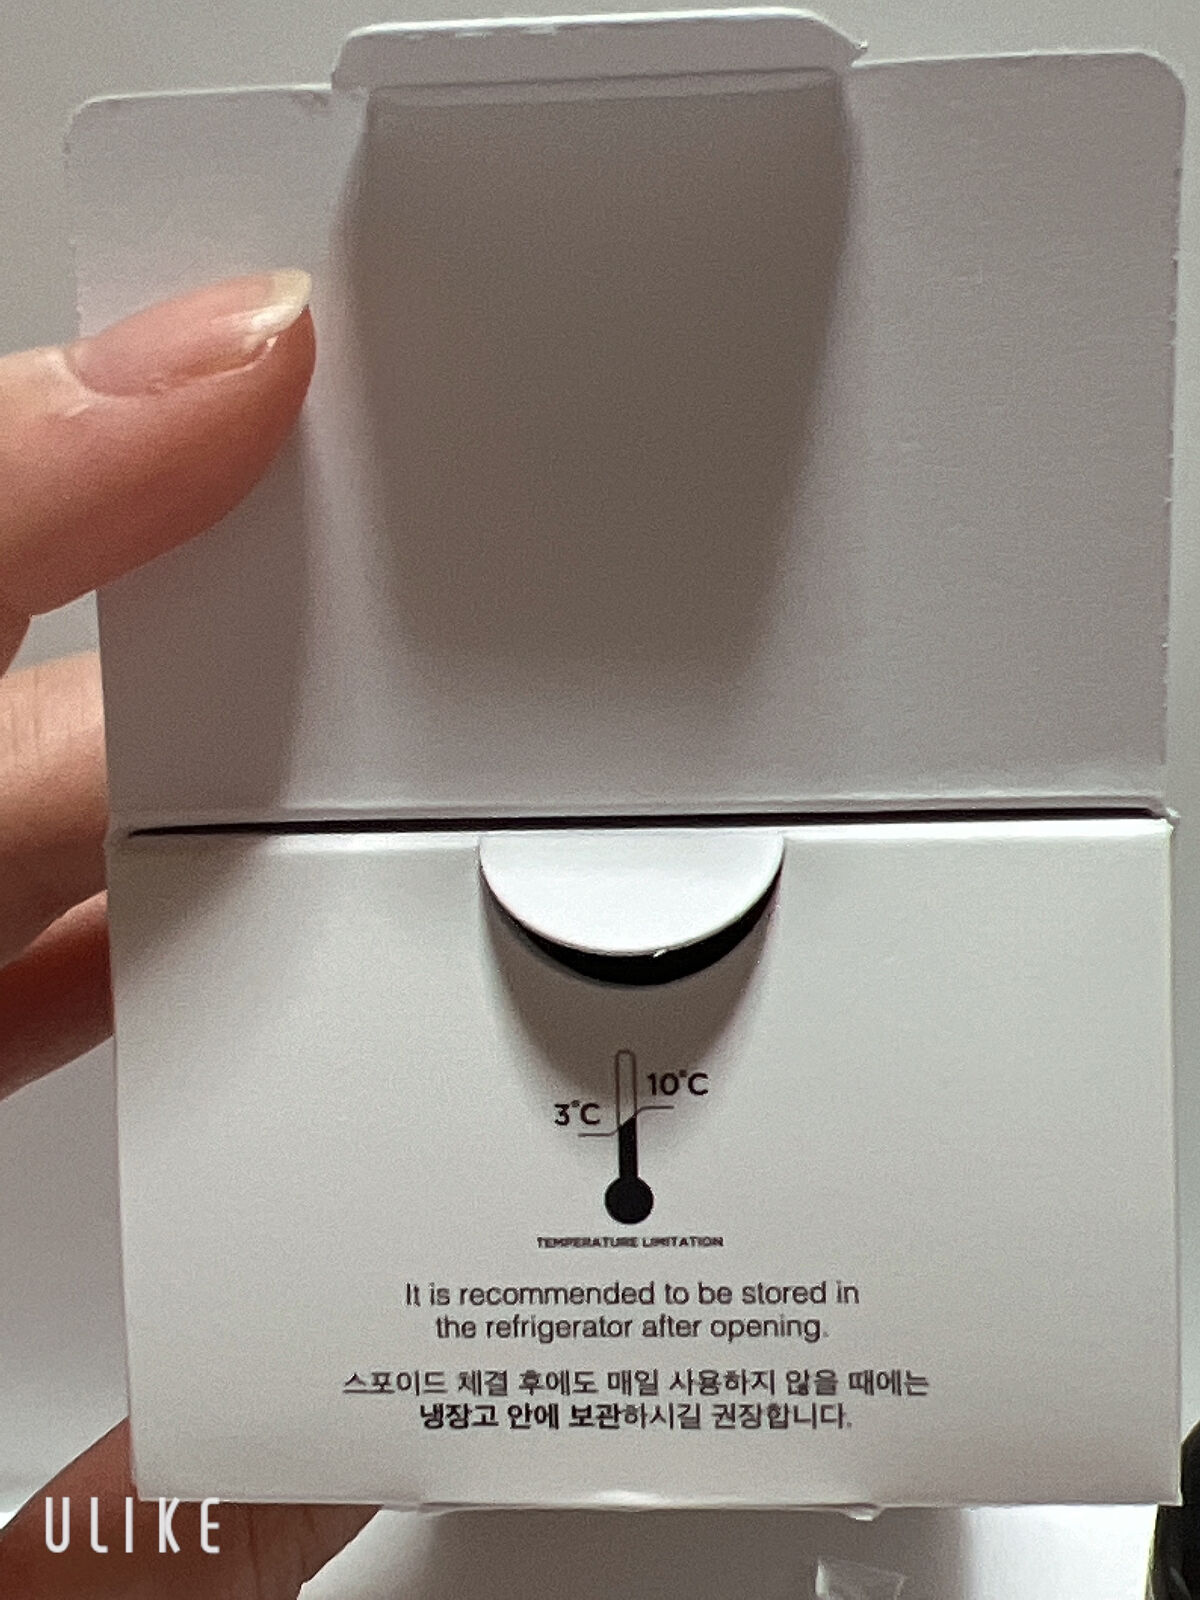 10°C
3°C
TEMPERATURE LIMITATION
It is recommended to be stored in
the refrigerator after opening.
스포이드 체결 후에도 매일 사용하지 않을 때에는
냉장고 안에 보관하시길 권장합니다.
ULIKE